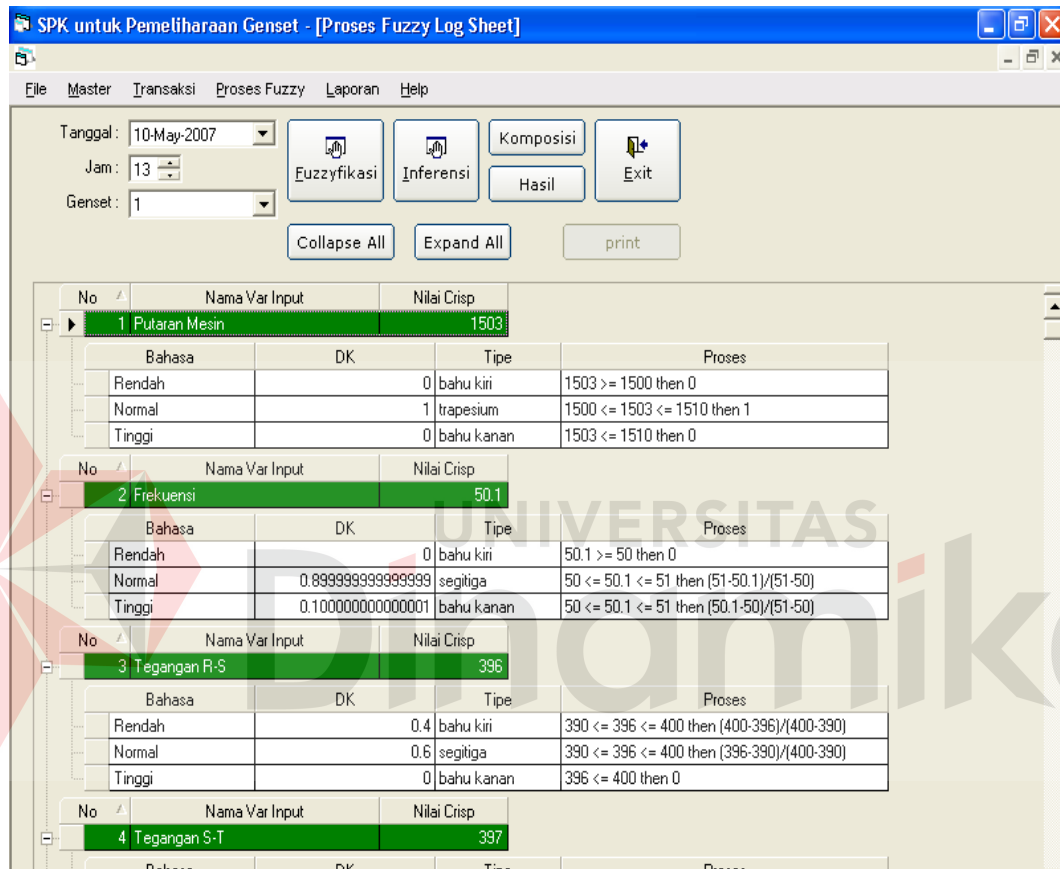 SPK untuk Pemeliharaan Genset - [Proses Fuzzy Log Sheet]
File Master Transaksi Proses Fuzzy Laporan Help
Tanggal : 10-May-2007
Jam : 13
Genset : 1
Fuzzyfikasi Inferensi Komposisi Hasil Exit
Collapse All Expand All print
No Nama Var Input Nilai Crisp
1 Putaran Mesin 1503
Bahasa DK Tipe Proses
Rendah 0 bahu kiri 1503 >= 1500 then 0
Normal 1 trapesium 1500 <= 1503 <= 1510 then 1
Tinggi 0 bahu kanan 1503 <= 1510 then 0
No Nama Var Input Nilai Crisp
2 Frekuensi 50.1
Bahasa DK Tipe Proses
Rendah 0 bahu kiri 50.1 >= 50 then 0
Normal 0.899999999999999 segitiga 50 <= 50.1 <= 51 then (51-50.1)/(51-50)
Tinggi 0.100000000000001 bahu kanan 50 <= 50.1 <= 51 then (50.1-50)/(51-50)
No Nama Var Input Nilai Crisp
3 Tegangan R-S 396
Bahasa DK Tipe Proses
Rendah 0.4 bahu kiri 390 <= 396 <= 400 then (400-396)/(400-390)
Normal 0.6 segitiga 390 <= 396 <= 400 then (396-390)/(400-390)
Tinggi 0 bahu kanan 396 <= 400 then 0
No Nama Var Input Nilai Crisp
4 Tegangan S-T 397
Bahasa DK Tipe Proses
UNIVERSITAS
Dinamika